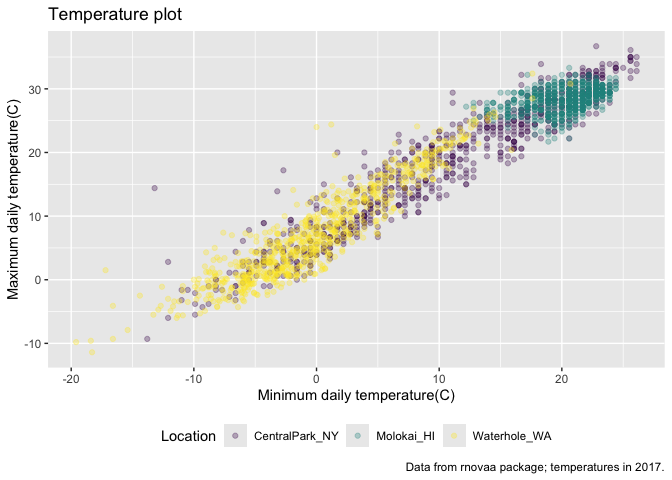 Temperature plot
Maximum daily temperature(C)
30
20
10
0
-10
-20
-10
0
10
20
Minimum daily temperature(C)
Location
CentralPark_NY
Molokai_HI
Waterhole_WA
Data from rnovaa package; temperatures in 2017.